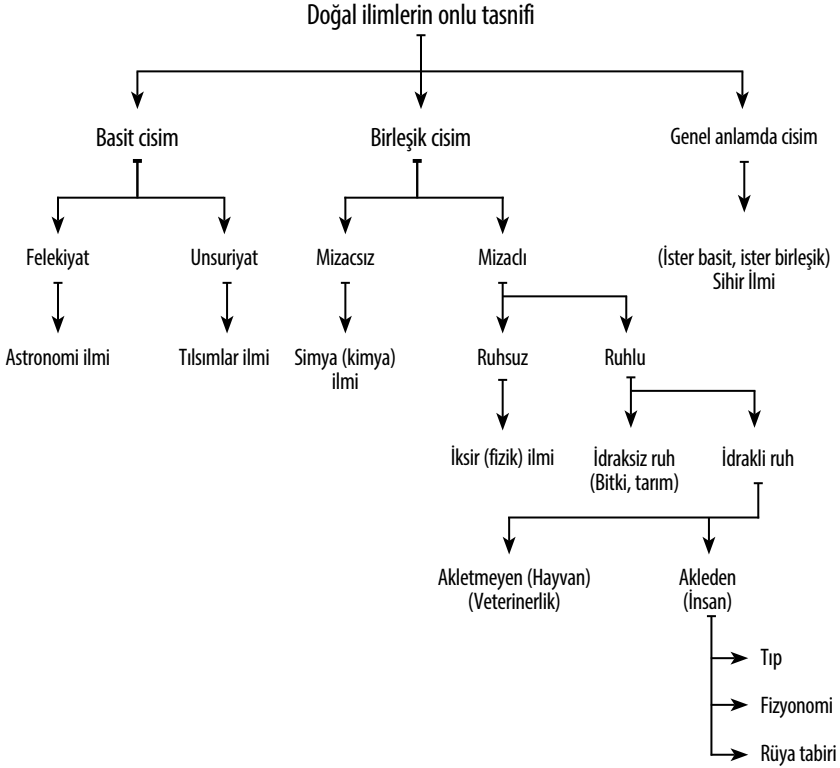 Doğal ilimlerin onlu tasnifi
Basit cisim
Birleşik cisim
Genel anlamda cisim
Felekiyat
Unsuriyat
Mizacsız
Mizaclı
(İster basit, ister birleşik)
Sihir İlmi
Astronomi ilmi
Tılsımlar ilmi
Simya (kimya)
ilmi
Ruhsuz
Ruhlu
İksir (fizik) ilmi
İdraksiz ruh
(Bitki, tarım)
İdrakli ruh
Akletmeyen (Hayvan)
(Veterinerlik)
Akleden
(İnsan)
Tıp
Fizyonomi
Rüya tabiri